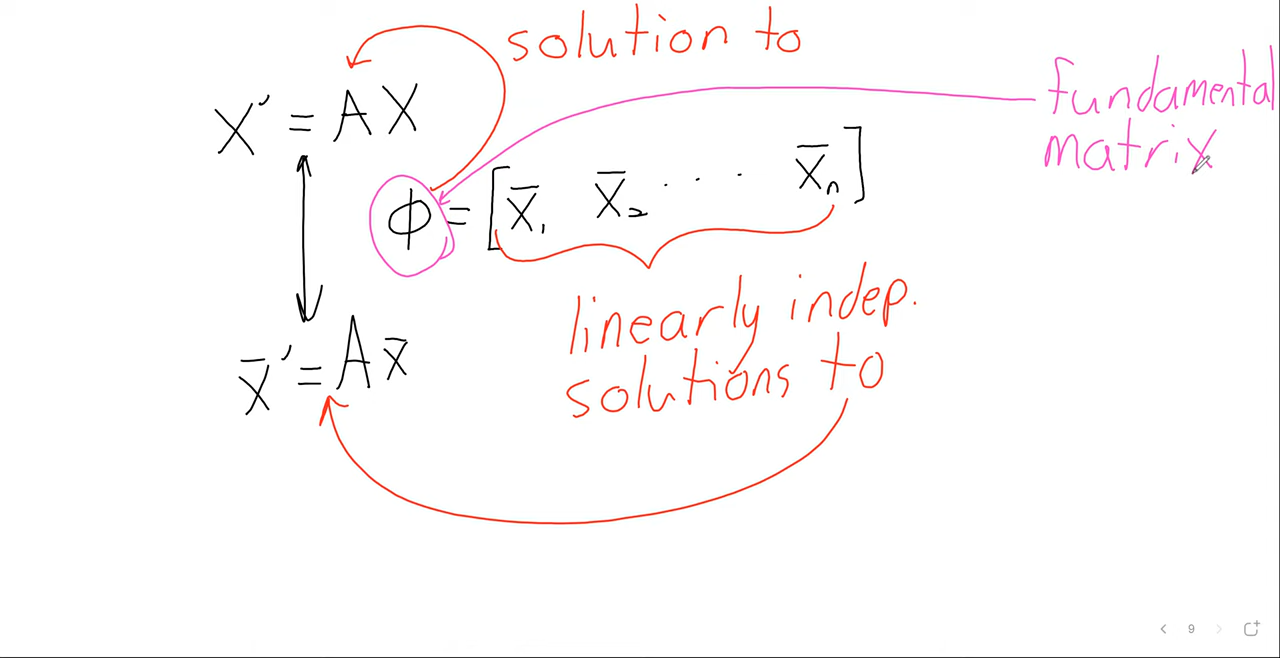 solution to
fundamental
matrix
X' = AX
ϕ = [x̄₁ x̄₂ . . . x̄ₙ]
linearly indep.
solutions to
x̄' = Ax̄
9